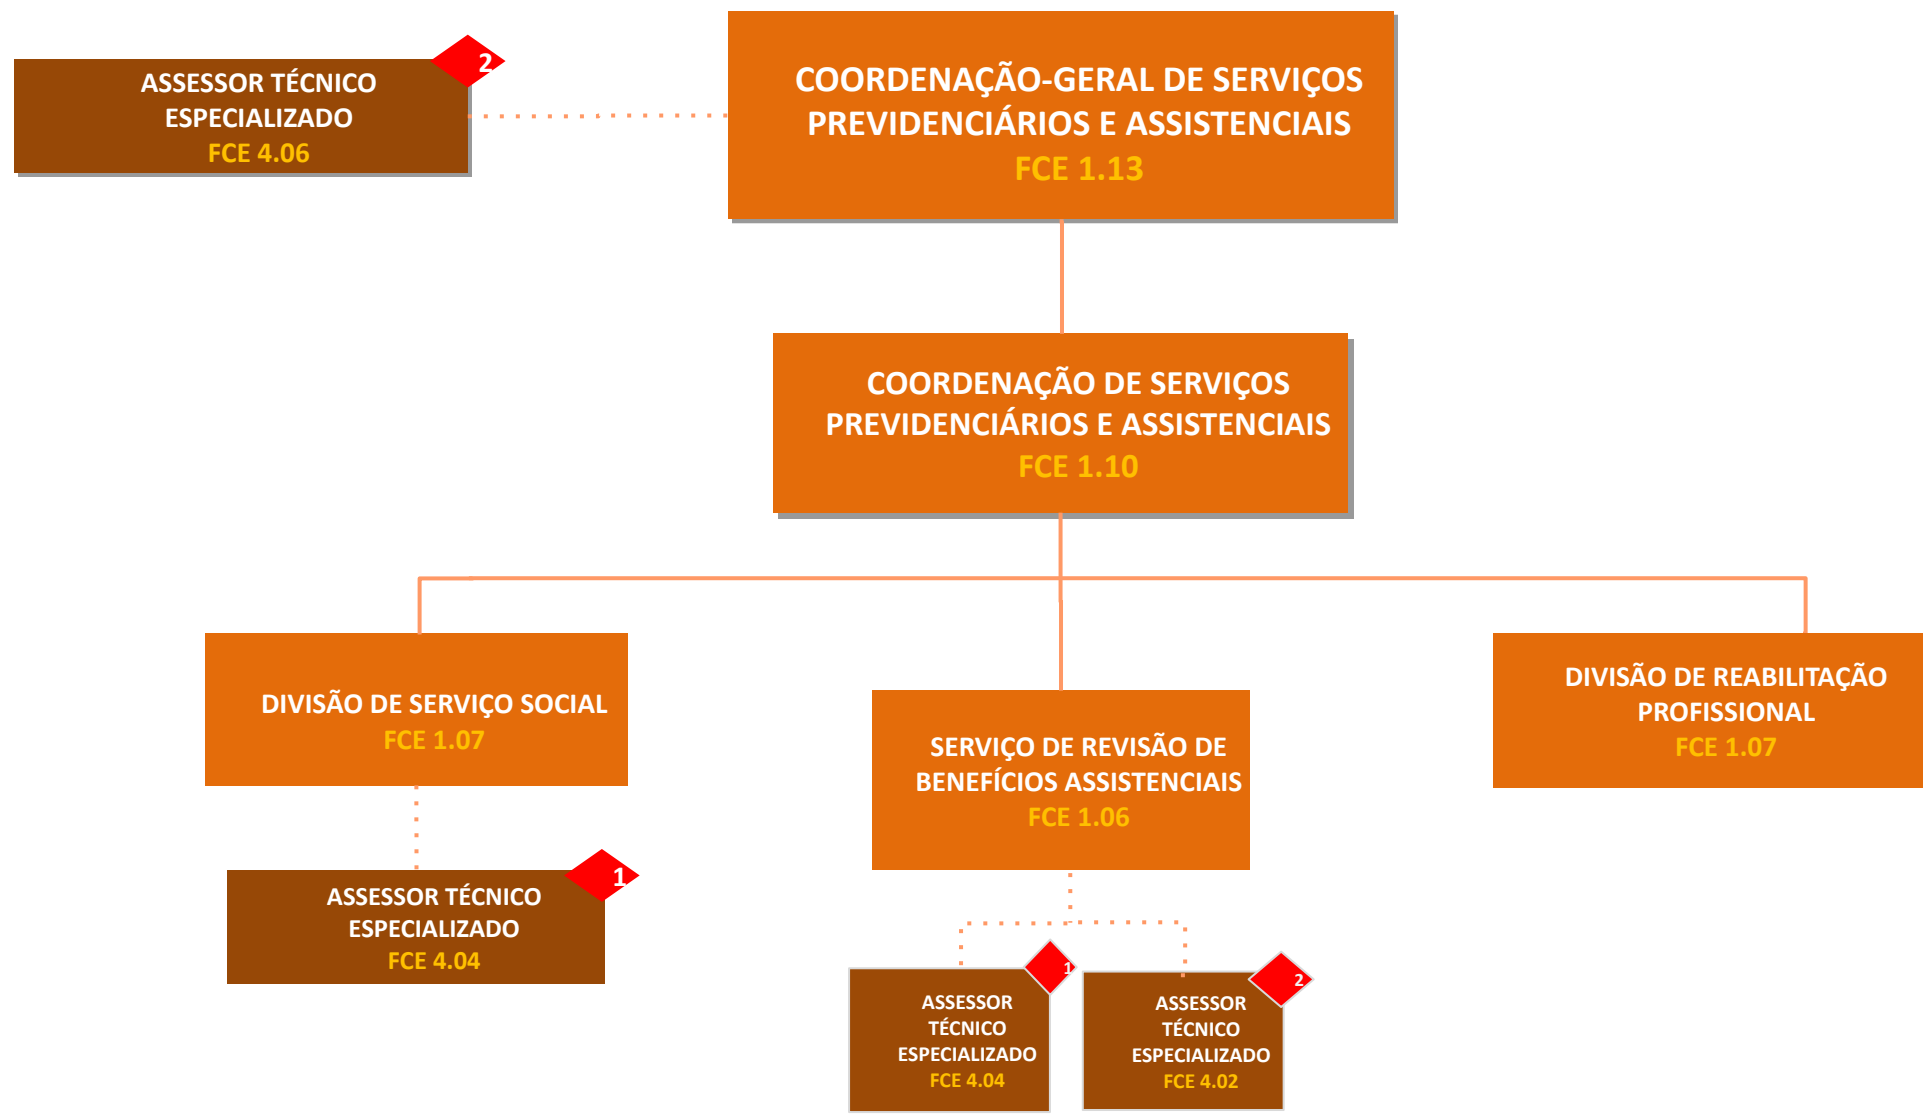 2
ASSESSOR TÉCNICO
ESPECIALIZADO
FCE 4.06
COORDENAÇÃO-GERAL DE SERVIÇOS
PREVIDENCIÁRIOS E ASSISTENCIAIS
FCE 1.13
COORDENAÇÃO DE SERVIÇOS
PREVIDENCIÁRIOS E ASSISTENCIAIS
FCE 1.10
DIVISÃO DE SERVIÇO SOCIAL
FCE 1.07
SERVIÇO DE REVISÃO DE
BENEFÍCIOS ASSISTENCIAIS
FCE 1.06
DIVISÃO DE REABILITAÇÃO
PROFISSIONAL
FCE 1.07
1
ASSESSOR TÉCNICO
ESPECIALIZADO
FCE 4.04
1
ASSESSOR
TÉCNICO
ESPECIALIZADO
FCE 4.04
2
ASSESSOR
TÉCNICO
ESPECIALIZADO
FCE 4.02